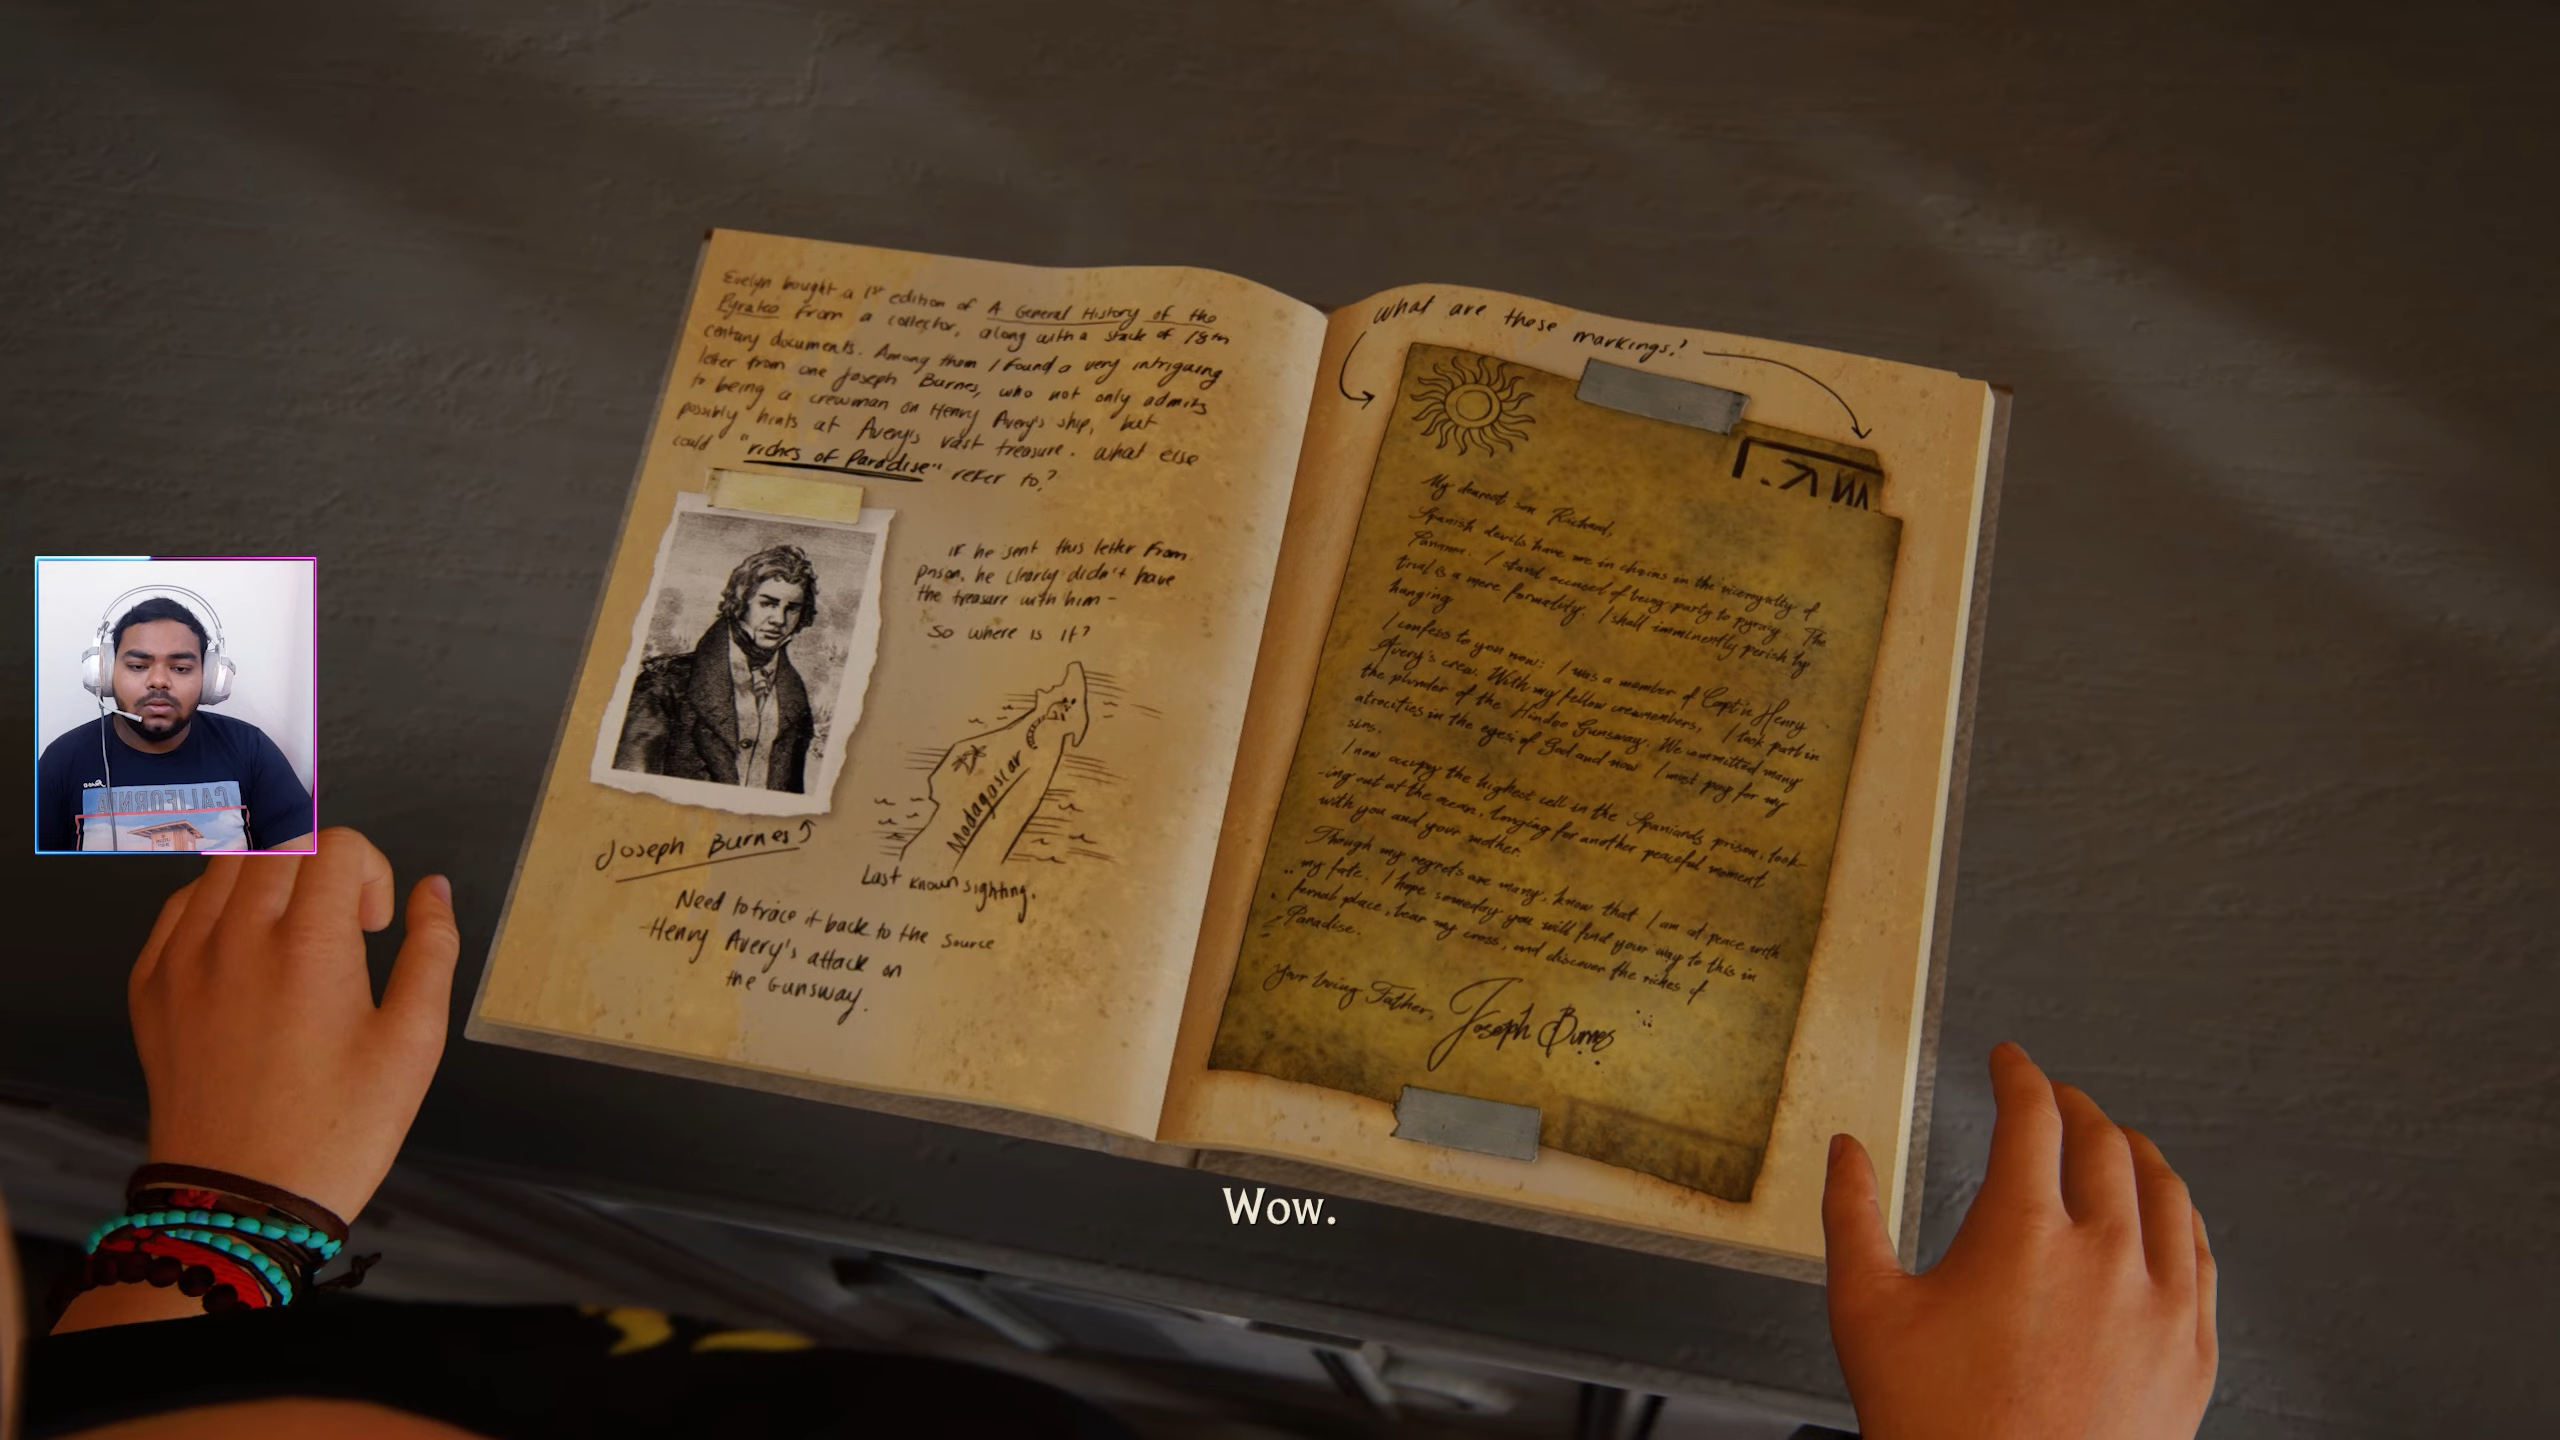 Evelyn bought a 1st edition of A General History of the
Pyrates from a collector, along with a stack of 18th
century documents. Among them I found a very intriguing
letter from one Joseph Burnes, who not only admits
to being a crewman on Henry Avery's ship, but
possibly hints at Avery's vast treasure. What else
could "riches of Paradise" refer to?
If he sent this letter from
prison, he clearly didn't have
the treasure with him -
So where is it?
Madagascar
Joseph Burnes
Last known sighting.
Need to trace it back to the source
-Henry Avery's attack on
the Gunsway.
What are these markings?
My dearest son Richard,
Spanish devils have me in chains in the viceroyalty of
Panama. I stand accused of being party to pyracy. The
trial is a mere formality. I shall imminently perish by
hanging
I confess to you now: I was a member of Capt'n Henry
Avery's crew. With my fellow crewmembers, I took part in
the plunder of the Hindoo Gunsway. We committed many
atrocities in the eyes of God and now I must pay for my
sins.
I now occupy the highest cell in the Spaniards prison, look-
-ing out at the ocean, longing for another peaceful moment
with you and your mother.
Though my regrets are many, know that I am at peace with
my fate. I hope someday you will find your way to this in
fernal place, bear my cross, and discover the riches of
Paradise.
Your loving Father,
Joseph Burnes
CALIFORNIA
Wow.